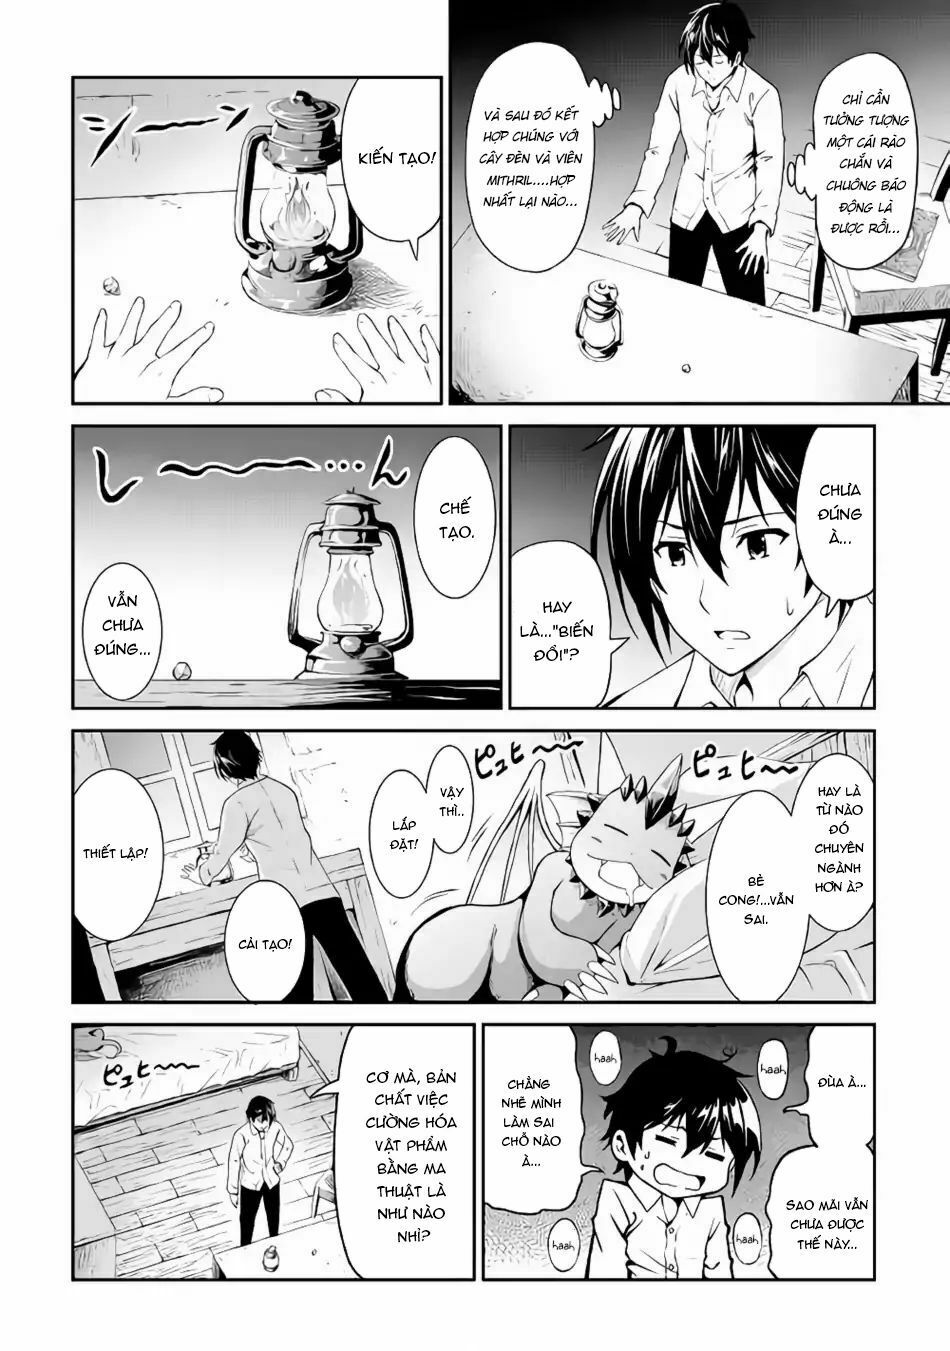 CHỈ CẦN
TƯỞNG TƯỢNG
MỘT CÁI RÀO
CHẮN VÀ
CHUÔNG BÁO
ĐỘNG LÀ
ĐƯỢC RỒI...
VÀ SAU ĐÓ KẾT
HỢP CHÚNG VỚI
CÂY ĐÈN VÀ VIÊN
MITHRIL....HỢP
NHẤT LẠI NÀO...
KIẾN TẠO!
シーーン
CHƯA
ĐÚNG
À...
HAY
LÀ..."BIẾN
ĐỔI"?
CHẾ
TẠO.
しーー…ん
VẪN
CHƯA
ĐÚNG...
HAY LÀ
TỪ NÀO
ĐÓ
CHUYÊN
NGÀNH
HƠN À?
ピュヒ～～
BẺ
CONG!...VẪN
SAI.
ピュヒ～～
VẬY
THÌ..
LẮP
ĐẶT!
CẢI TẠO!
THIẾT LẬP!
ĐÙA À...
haah
haah
SAO MÃI VẪN
CHƯA ĐƯỢC
THẾ NÀY...
haah
haah
CHẲNG
NHẼ MÌNH
LÀM SAI
CHỖ NÀO
À...
CƠ MÀ, BẢN
CHẤT VIỆC
CƯỜNG HÓA
VẬT PHẨM
BẰNG MA
THUẬT LÀ
NHƯ NÀO
NHỈ?
ピュヒ～～